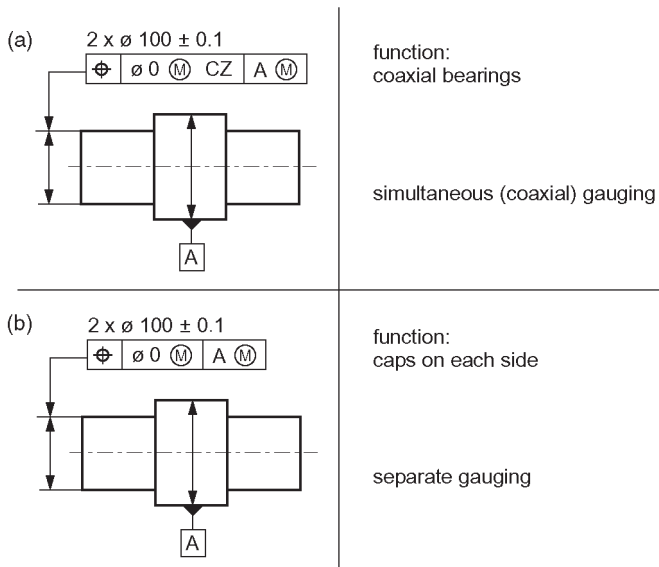 (a)
2 x ø 100 ± 0.1
⌖ ø 0 Ⓜ CZ A Ⓜ
A
function:
coaxial bearings
simultaneous (coaxial) gauging
(b)
2 x ø 100 ± 0.1
⌖ ø 0 Ⓜ A Ⓜ
A
function:
caps on each side
separate gauging